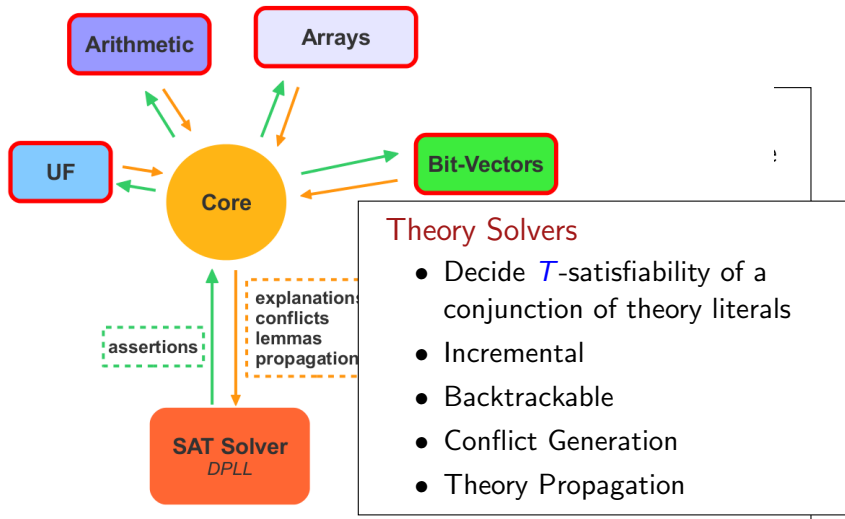 Arithmetic
Arrays
UF
Bit-Vectors
Core
explanations
conflicts
lemmas
propagation
assertions
SAT Solver
DPLL
Theory Solvers
• Decide T-satisfiability of a
conjunction of theory literals
• Incremental
• Backtrackable
• Conflict Generation
• Theory Propagation